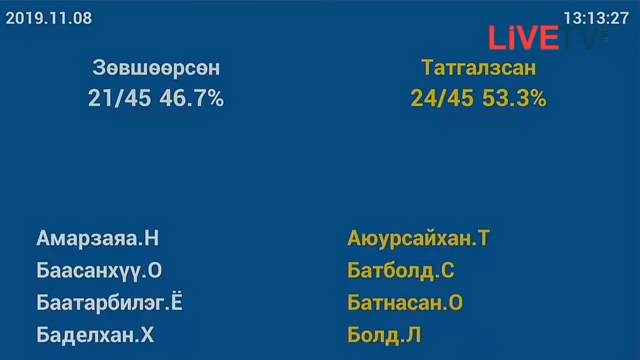 2019.11.08
13:13:27
LiVETV
Зөвшөөрсөн
Татгалзсан
21/45 46.7%
24/45 53.3%
Амарзаяа.Н
Аюурсайхан.Т
Баасанхүү.О
Батболд.С
Баатарбилэг.Ё
Батнасан.О
Баделхан.Х
Болд.Л